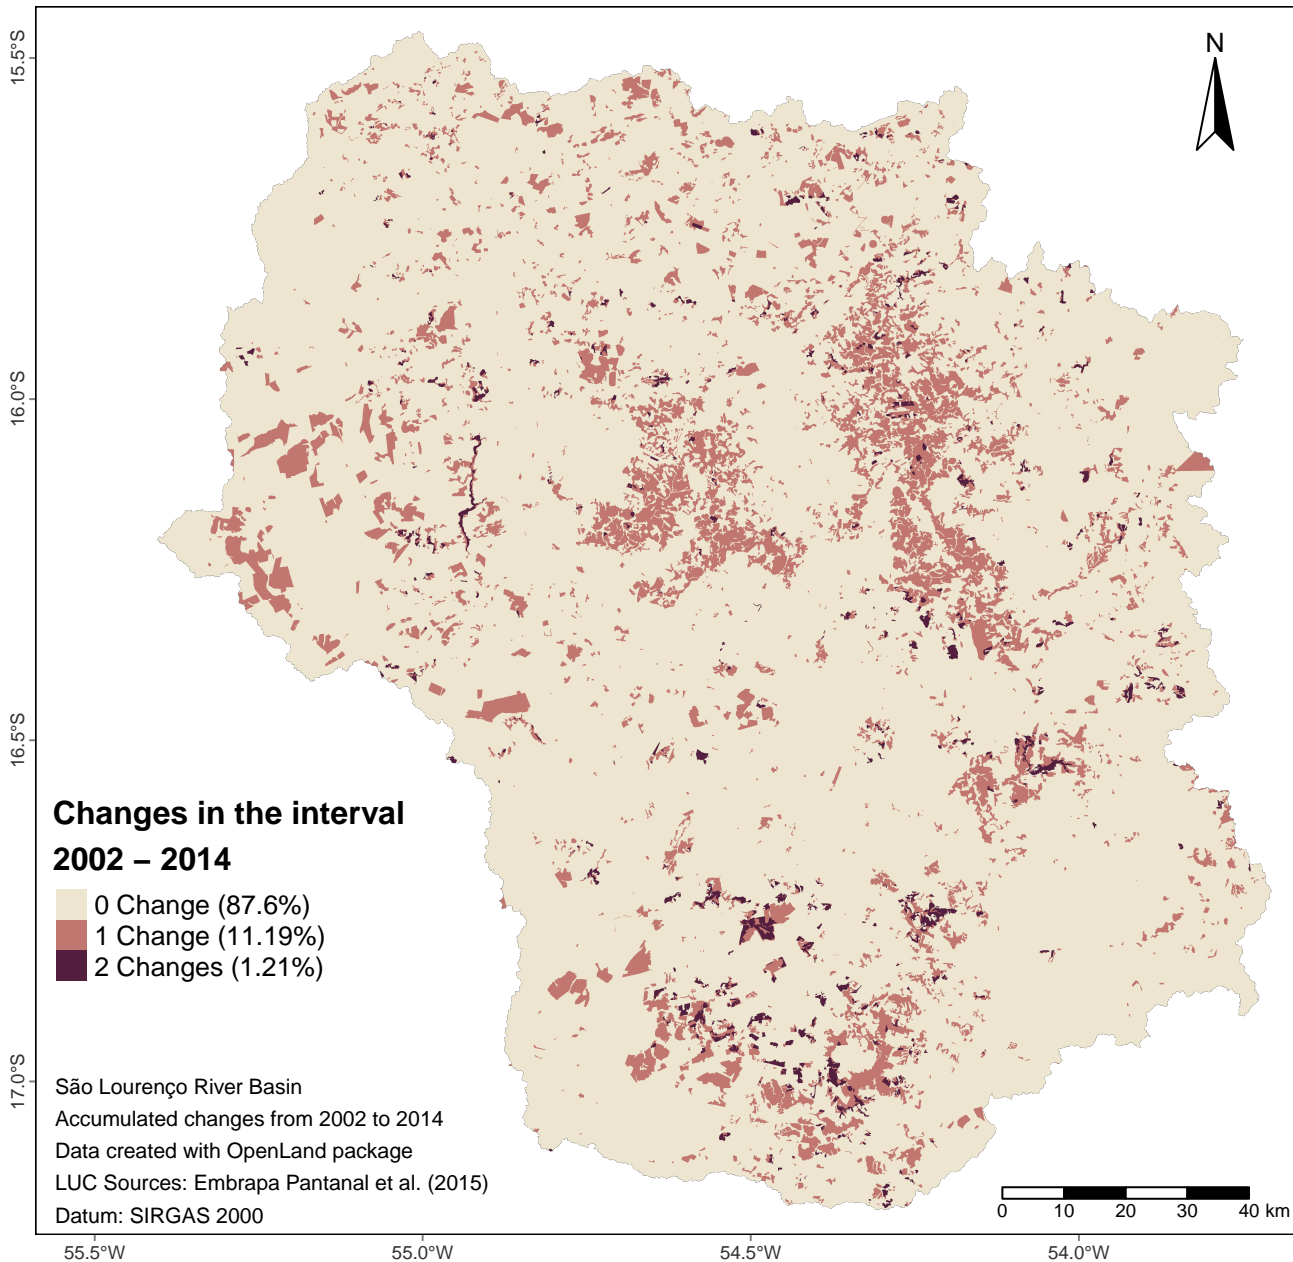 N
15.5°S
16.0°S
16.5°S
17.0°S
Changes in the interval
2002 – 2014
0 Change (87.6%)
1 Change (11.19%)
2 Changes (1.21%)
São Lourenço River Basin
Accumulated changes from 2002 to 2014
Data created with OpenLand package
LUC Sources: Embrapa Pantanal et al. (2015)
Datum: SIRGAS 2000
0 10 20 30 40 km
55.5°W 55.0°W 54.5°W 54.0°W